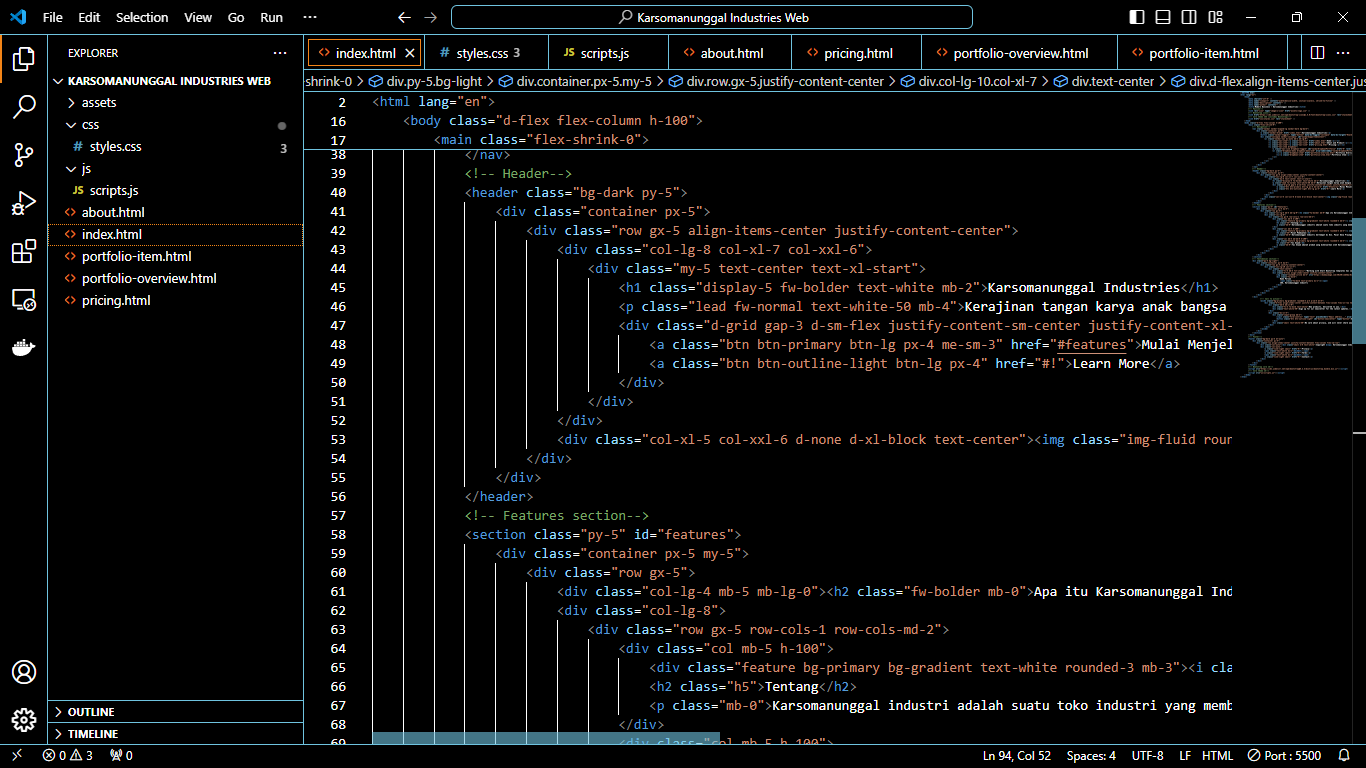 File Edit Selection View Go Run ··· Karsomanunggal Industries Web
EXPLORER ···
KARSOMANUNGGAL INDUSTRIES WEB
assets
css
# styles.css 3
js
JS scripts.js
<> about.html
<> index.html
<> portfolio-item.html
<> portfolio-overview.html
<> pricing.html
OUTLINE
TIMELINE
<> index.html # styles.css 3 JS scripts.js <> about.html <> pricing.html <> portfolio-overview.html <> portfolio-item.html ···
shrink-0 > div.py-5.bg-light > div.container.px-5.my-5 > div.row.gx-5.justify-content-center > div.col-lg-10.col-xl-7 > div.text-center > div.d-flex.align-items-center.jus
2 <html lang="en">
16 <body class="d-flex flex-column h-100">
17 <main class="flex-shrink-0">
38 </nav>
39 <!-- Header-->
40 <header class="bg-dark py-5">
41 <div class="container px-5">
42 <div class="row gx-5 align-items-center justify-content-center">
43 <div class="col-lg-8 col-xl-7 col-xxl-6">
44 <div class="my-5 text-center text-xl-start">
45 <h1 class="display-5 fw-bolder text-white mb-2">Karsomanunggal Industries</h1>
46 <p class="lead fw-normal text-white-50 mb-4">Kerajinan tangan karya anak bangsa
47 <div class="d-grid gap-3 d-sm-flex justify-content-sm-center justify-content-xl-
48 <a class="btn btn-primary btn-lg px-4 me-sm-3" href="#features">Mulai Menjel
49 <a class="btn btn-outline-light btn-lg px-4" href="#!">Learn More</a>
50 </div>
51 </div>
52 </div>
53 <div class="col-xl-5 col-xxl-6 d-none d-xl-block text-center"><img class="img-fluid roun
54 </div>
55 </div>
56 </header>
57 <!-- Features section-->
58 <section class="py-5" id="features">
59 <div class="container px-5 my-5">
60 <div class="row gx-5">
61 <div class="col-lg-4 mb-5 mb-lg-0"><h2 class="fw-bolder mb-0">Apa itu Karsomanunggal Ind
62 <div class="col-lg-8">
63 <div class="row gx-5 row-cols-1 row-cols-md-2">
64 <div class="col mb-5 h-100">
65 <div class="feature bg-primary bg-gradient text-white rounded-3 mb-3"><i cla
66 <h2 class="h5">Tentang</h2>
67 <p class="mb-0">Karsomanunggal industri adalah suatu toko industri yang memb
68 </div>
69 <div class="col mb-5 h-100">
0 3 0 Ln 94, Col 52 Spaces: 4 UTF-8 LF HTML Port : 5500